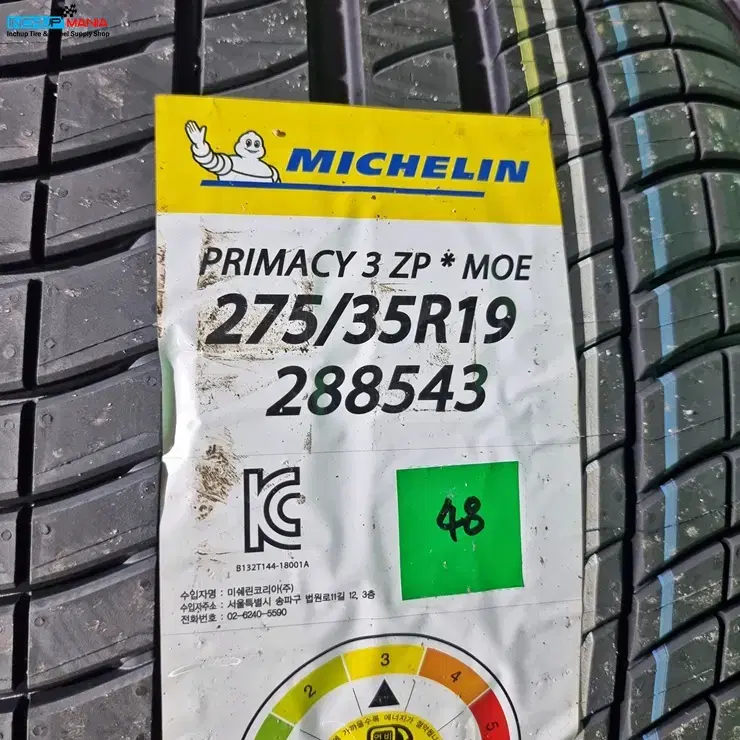 INCHUP MANIA
Inchup Tire & Wheel Supply Shop
MICHELIN
PRIMACY 3 ZP * MOE
275/35R19
288543
KC
48
B132T144-18001A
수입자명 : 미쉐린코리아(주)
수입자주소 : 서울특별시 송파구 법원로11길 12, 3층
전화번호 : 02-6240-5590
2
3
4
5